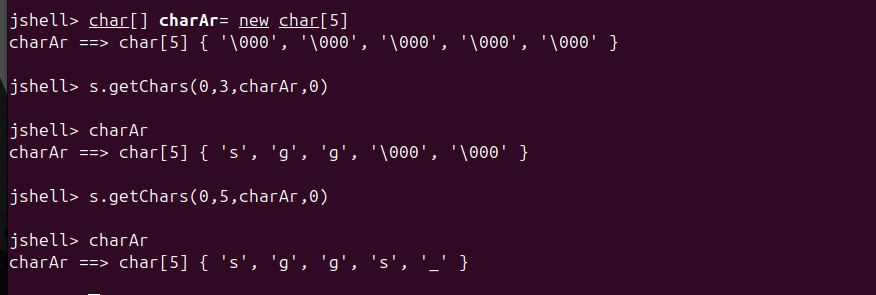 jshell> char[] charAr= new char[5]
charAr ==> char[5] { '\000', '\000', '\000', '\000', '\000' }
jshell> s.getChars(0,3,charAr,0)
jshell> charAr
charAr ==> char[5] { 's', 'g', 'g', '\000', '\000' }
jshell> s.getChars(0,5,charAr,0)
jshell> charAr
charAr ==> char[5] { 's', 'g', 'g', 's', '_' }